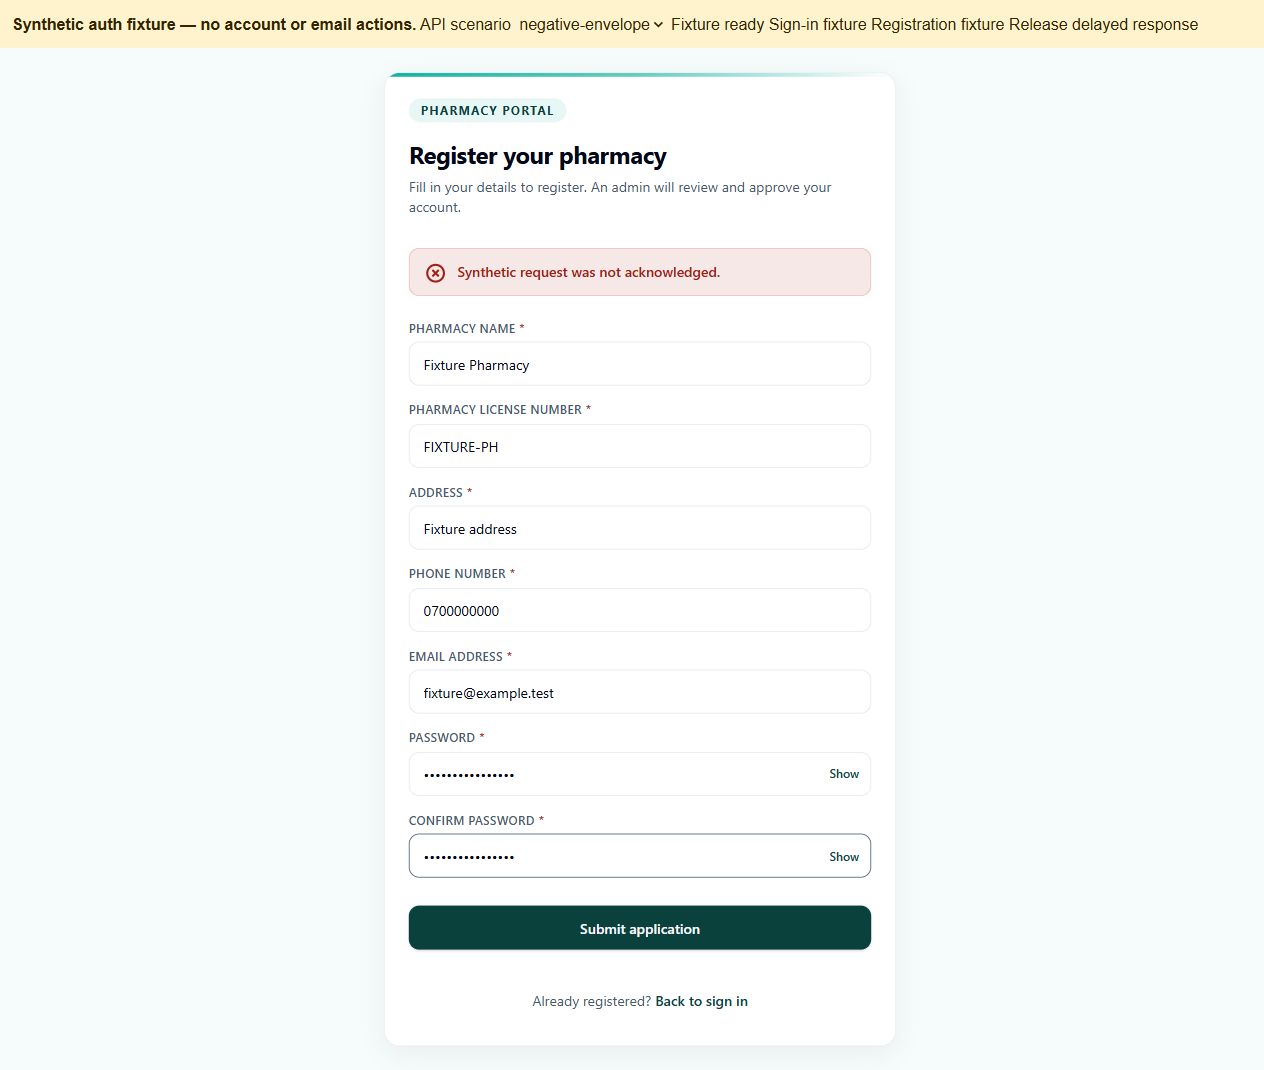 Synthetic auth fixture — no account or email actions. API scenario negative-envelope Fixture ready Sign-in fixture Registration fixture Release delayed response
PHARMACY PORTAL
Register your pharmacy
Fill in your details to register. An admin will review and approve your
account.
Synthetic request was not acknowledged.
PHARMACY NAME *
Fixture Pharmacy
PHARMACY LICENSE NUMBER *
FIXTURE-PH
ADDRESS *
Fixture address
PHONE NUMBER *
0700000000
EMAIL ADDRESS *
fixture@example.test
PASSWORD *
•••••••••••••••• Show
CONFIRM PASSWORD *
•••••••••••••••• Show
Submit application
Already registered? Back to sign in